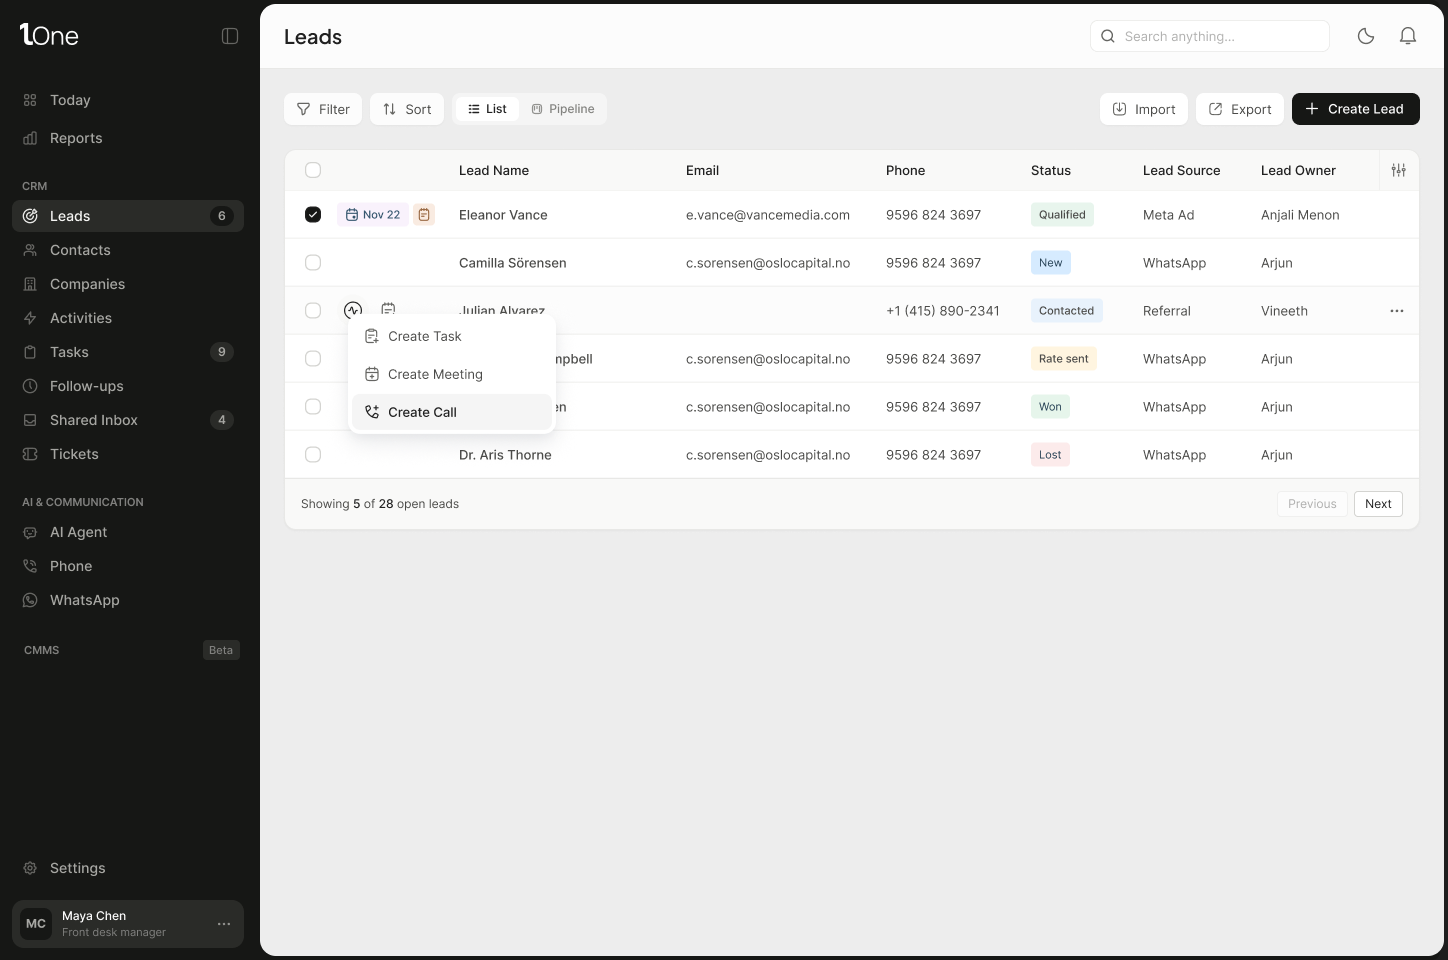 1One
Today
Reports
CRM
Leads 6
Contacts
Companies
Activities
Tasks 9
Follow-ups
Shared Inbox 4
Tickets
AI & COMMUNICATION
AI Agent
Phone
WhatsApp
CMMS Beta
Settings
MC
Maya Chen
Front desk manager
Leads
Search anything...
Filter
Sort
List
Pipeline
Import
Export
Create Lead
Lead Name Email Phone Status Lead Source Lead Owner
Nov 22 Eleanor Vance e.vance@vancemedia.com 9596 824 3697 Qualified Meta Ad Anjali Menon
Camilla Sörensen c.sorensen@oslocapital.no 9596 824 3697 New WhatsApp Arjun
Julian Alvarez +1 (415) 890-2341 Contacted Referral Vineeth
mpbell c.sorensen@oslocapital.no 9596 824 3697 Rate sent WhatsApp Arjun
en c.sorensen@oslocapital.no 9596 824 3697 Won WhatsApp Arjun
Dr. Aris Thorne c.sorensen@oslocapital.no 9596 824 3697 Lost WhatsApp Arjun
Create Task
Create Meeting
Create Call
Showing 5 of 28 open leads
Previous
Next